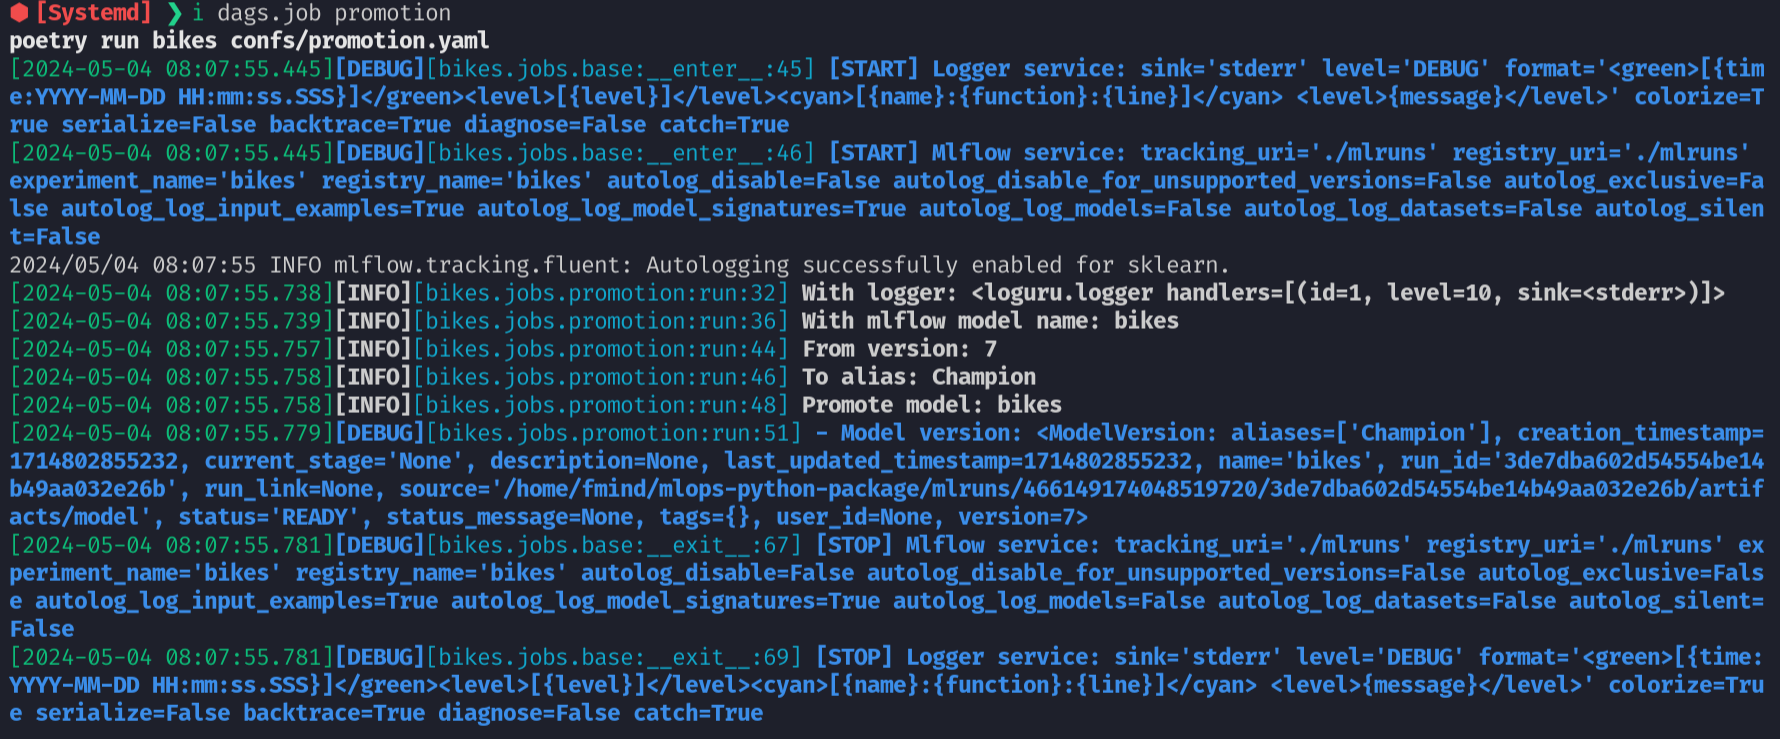 [Systemd] ❯ i dags.job promotion
poetry run bikes confs/promotion.yaml
[2024-05-04 08:07:55.445][DEBUG][bikes.jobs.base:__enter__:45] [START] Logger service: sink='stderr' level='DEBUG' format='<green>[{tim
e:YYYY-MM-DD HH:mm:ss.SSS}]</green><level>[{level}]</level><cyan>[{name}:{function}:{line}]</cyan> <level>{message}</level>' colorize=T
rue serialize=False backtrace=True diagnose=False catch=True
[2024-05-04 08:07:55.445][DEBUG][bikes.jobs.base:__enter__:46] [START] Mlflow service: tracking_uri='./mlruns' registry_uri='./mlruns'
experiment_name='bikes' registry_name='bikes' autolog_disable=False autolog_disable_for_unsupported_versions=False autolog_exclusive=Fa
lse autolog_log_input_examples=True autolog_log_model_signatures=True autolog_log_models=False autolog_log_datasets=False autolog_silen
t=False
2024/05/04 08:07:55 INFO mlflow.tracking.fluent: Autologging successfully enabled for sklearn.
[2024-05-04 08:07:55.738][INFO][bikes.jobs.promotion:run:32] With logger: <loguru.logger handlers=[(id=1, level=10, sink=<stderr>)]>
[2024-05-04 08:07:55.739][INFO][bikes.jobs.promotion:run:36] With mlflow model name: bikes
[2024-05-04 08:07:55.757][INFO][bikes.jobs.promotion:run:44] From version: 7
[2024-05-04 08:07:55.758][INFO][bikes.jobs.promotion:run:46] To alias: Champion
[2024-05-04 08:07:55.758][INFO][bikes.jobs.promotion:run:48] Promote model: bikes
[2024-05-04 08:07:55.779][DEBUG][bikes.jobs.promotion:run:51] - Model version: <ModelVersion: aliases=['Champion'], creation_timestamp=
1714802855232, current_stage='None', description=None, last_updated_timestamp=1714802855232, name='bikes', run_id='3de7dba602d54554be14
b49aa032e26b', run_link=None, source='/home/fmind/mlops-python-package/mlruns/466149174048519720/3de7dba602d54554be14b49aa032e26b/artif
acts/model', status='READY', status_message=None, tags={}, user_id=None, version=7>
[2024-05-04 08:07:55.781][DEBUG][bikes.jobs.base:__exit__:67] [STOP] Mlflow service: tracking_uri='./mlruns' registry_uri='./mlruns' ex
periment_name='bikes' registry_name='bikes' autolog_disable=False autolog_disable_for_unsupported_versions=False autolog_exclusive=Fals
e autolog_log_input_examples=True autolog_log_model_signatures=True autolog_log_models=False autolog_log_datasets=False autolog_silent=
False
[2024-05-04 08:07:55.781][DEBUG][bikes.jobs.base:__exit__:69] [STOP] Logger service: sink='stderr' level='DEBUG' format='<green>[{time:
YYYY-MM-DD HH:mm:ss.SSS}]</green><level>[{level}]</level><cyan>[{name}:{function}:{line}]</cyan> <level>{message}</level>' colorize=Tru
e serialize=False backtrace=True diagnose=False catch=True